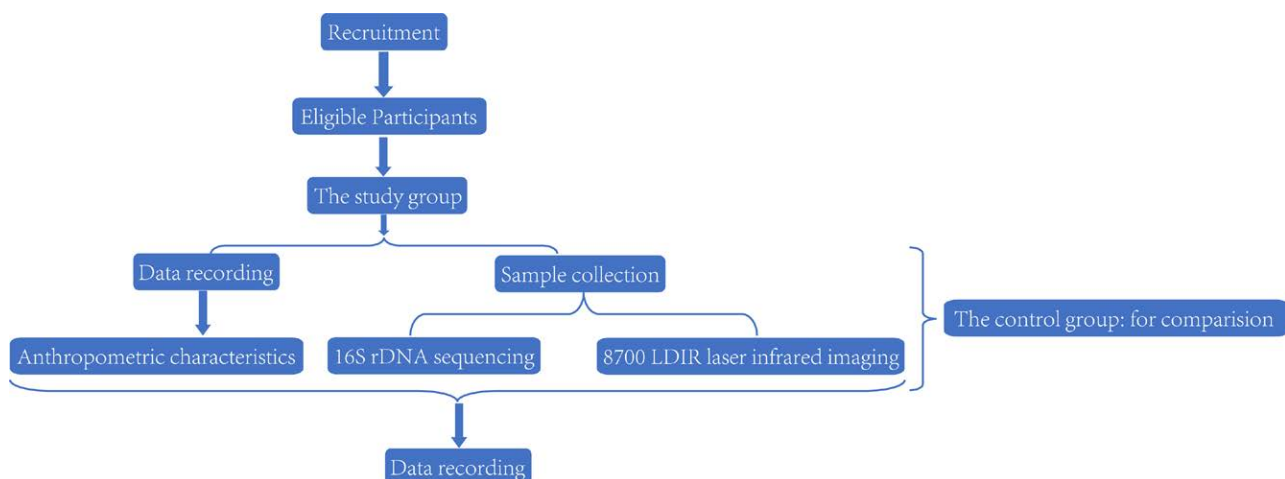 Recruitment
Eligible Participants
The study group
Data recording
Sample collection
The control group: for comparision
Anthropometric characteristics
16S rDNA sequencing
8700 LDIR laser infrared imaging
Data recording